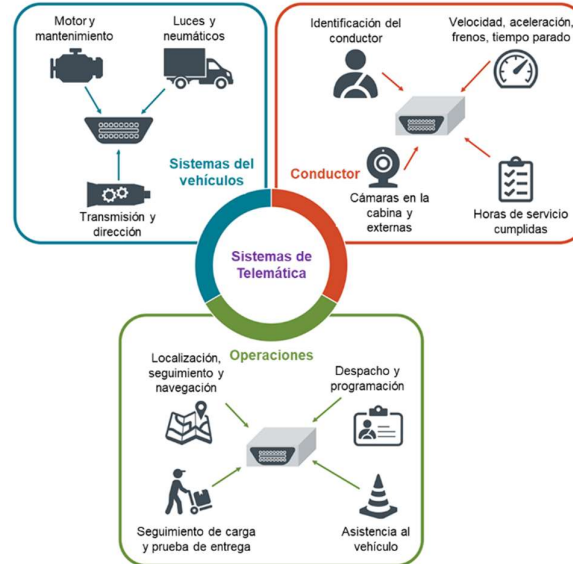 Motor y
mantenimiento
Luces y
neumáticos
Sistemas del
vehículos
Transmisión y
dirección
Identificación del
conductor
Velocidad, aceleración,
frenos, tiempo parado
Conductor
Cámaras en la
cabina y
externas
Horas de servicio
cumplidas
Sistemas de
Telemática
Operaciones
Localización,
seguimiento y
navegación
Despacho y
programación
Seguimiento de carga
y prueba de entrega
Asistencia al
vehículo